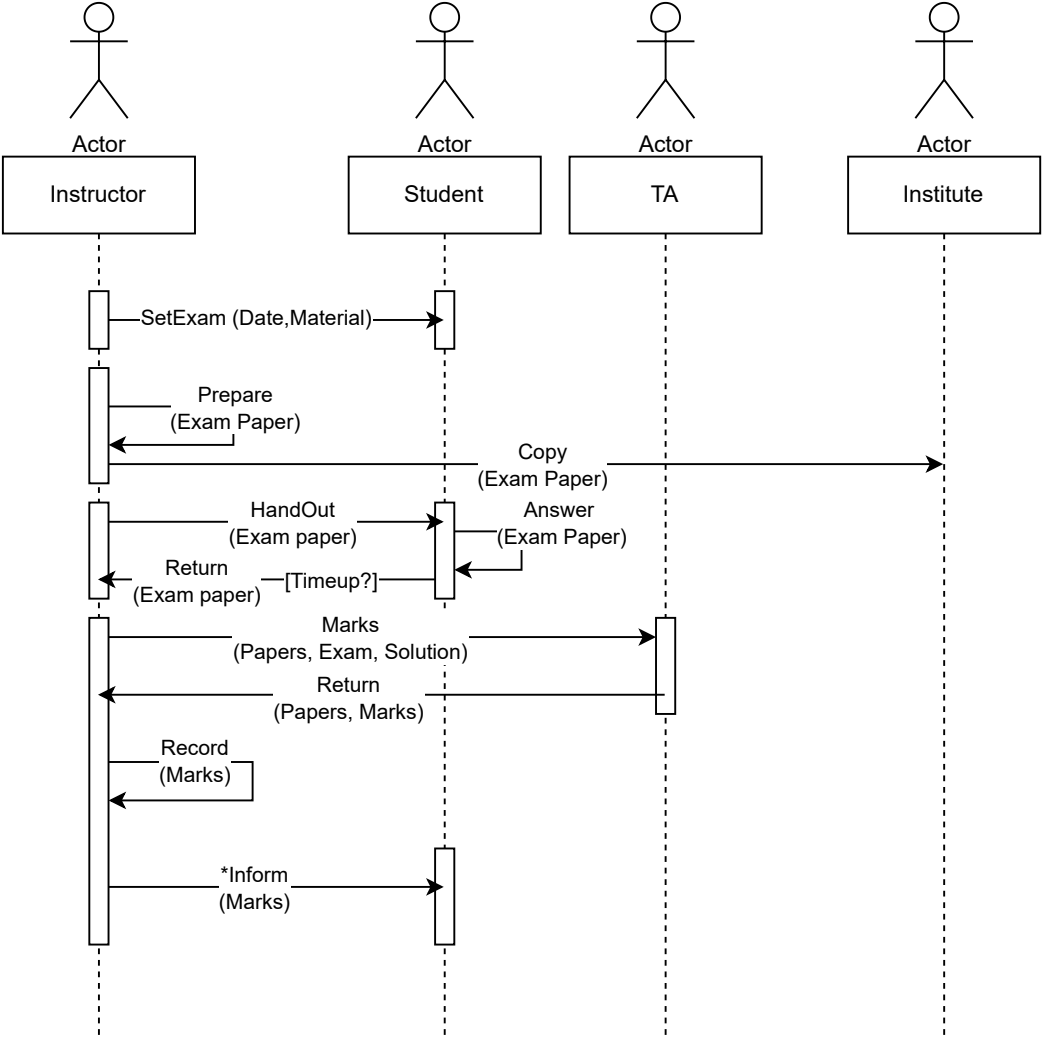 Actor
Actor
Actor
Actor
Instructor
Student
TA
Institute
SetExam (Date,Material)
Prepare
(Exam Paper)
Copy
(Exam Paper)
HandOut
(Exam paper)
Answer
(Exam Paper)
Return
(Exam paper)
[Timeup?]
Marks
(Papers, Exam, Solution)
Return
(Papers, Marks)
Record
(Marks)
*Inform
(Marks)